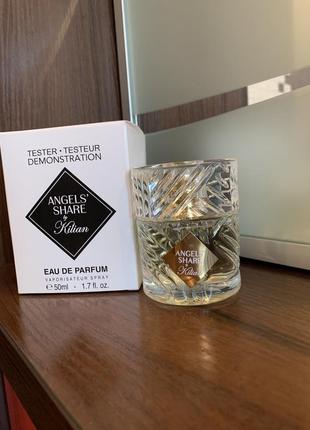 TESTER • TESTEUR
DEMONSTRATION
ANGELS'
SHARE
by
Kilian
EAU DE PARFUM
VAPORISATEUR SPRAY
℮ 50ml - 1.7 fl. oz.
ANGELS'
SHARE
by
Kilian